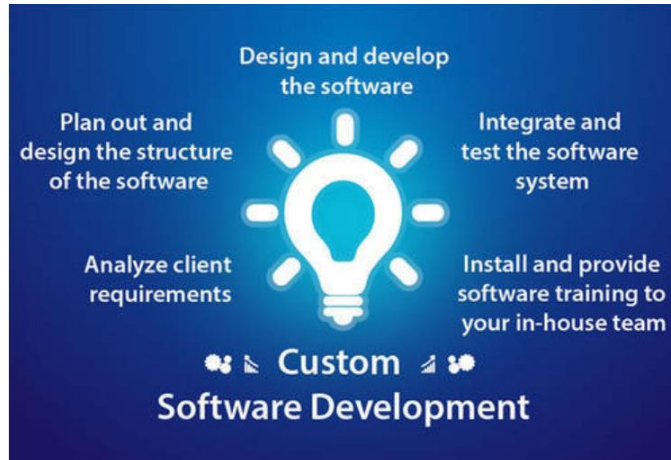 Design and develop
the software
Plan out and
design the structure
of the software
Integrate and
test the software
system
Analyze client
requirements
Install and provide
software training to
your in-house team
Custom
Software Development